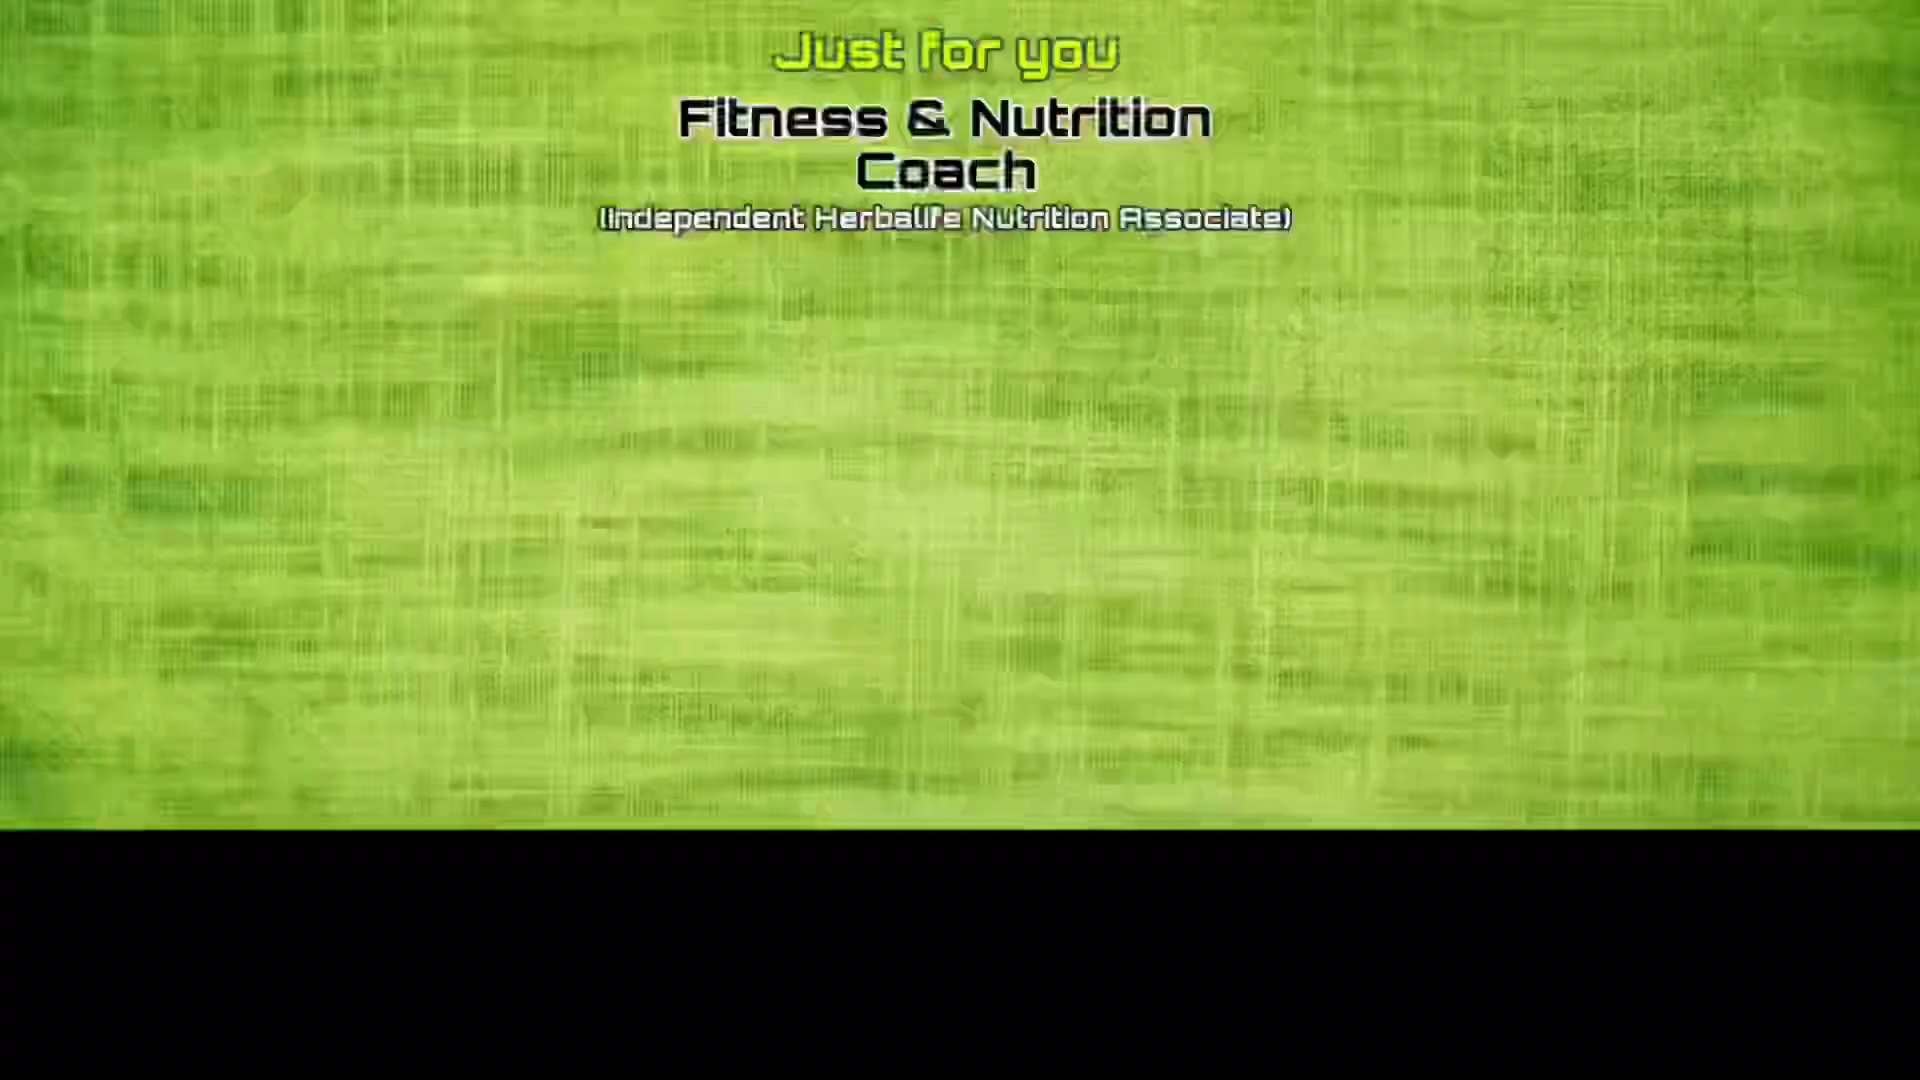 Just for you
Fitness & Nutrition
Coach
(Independent Herbalife Nutrition Associate)